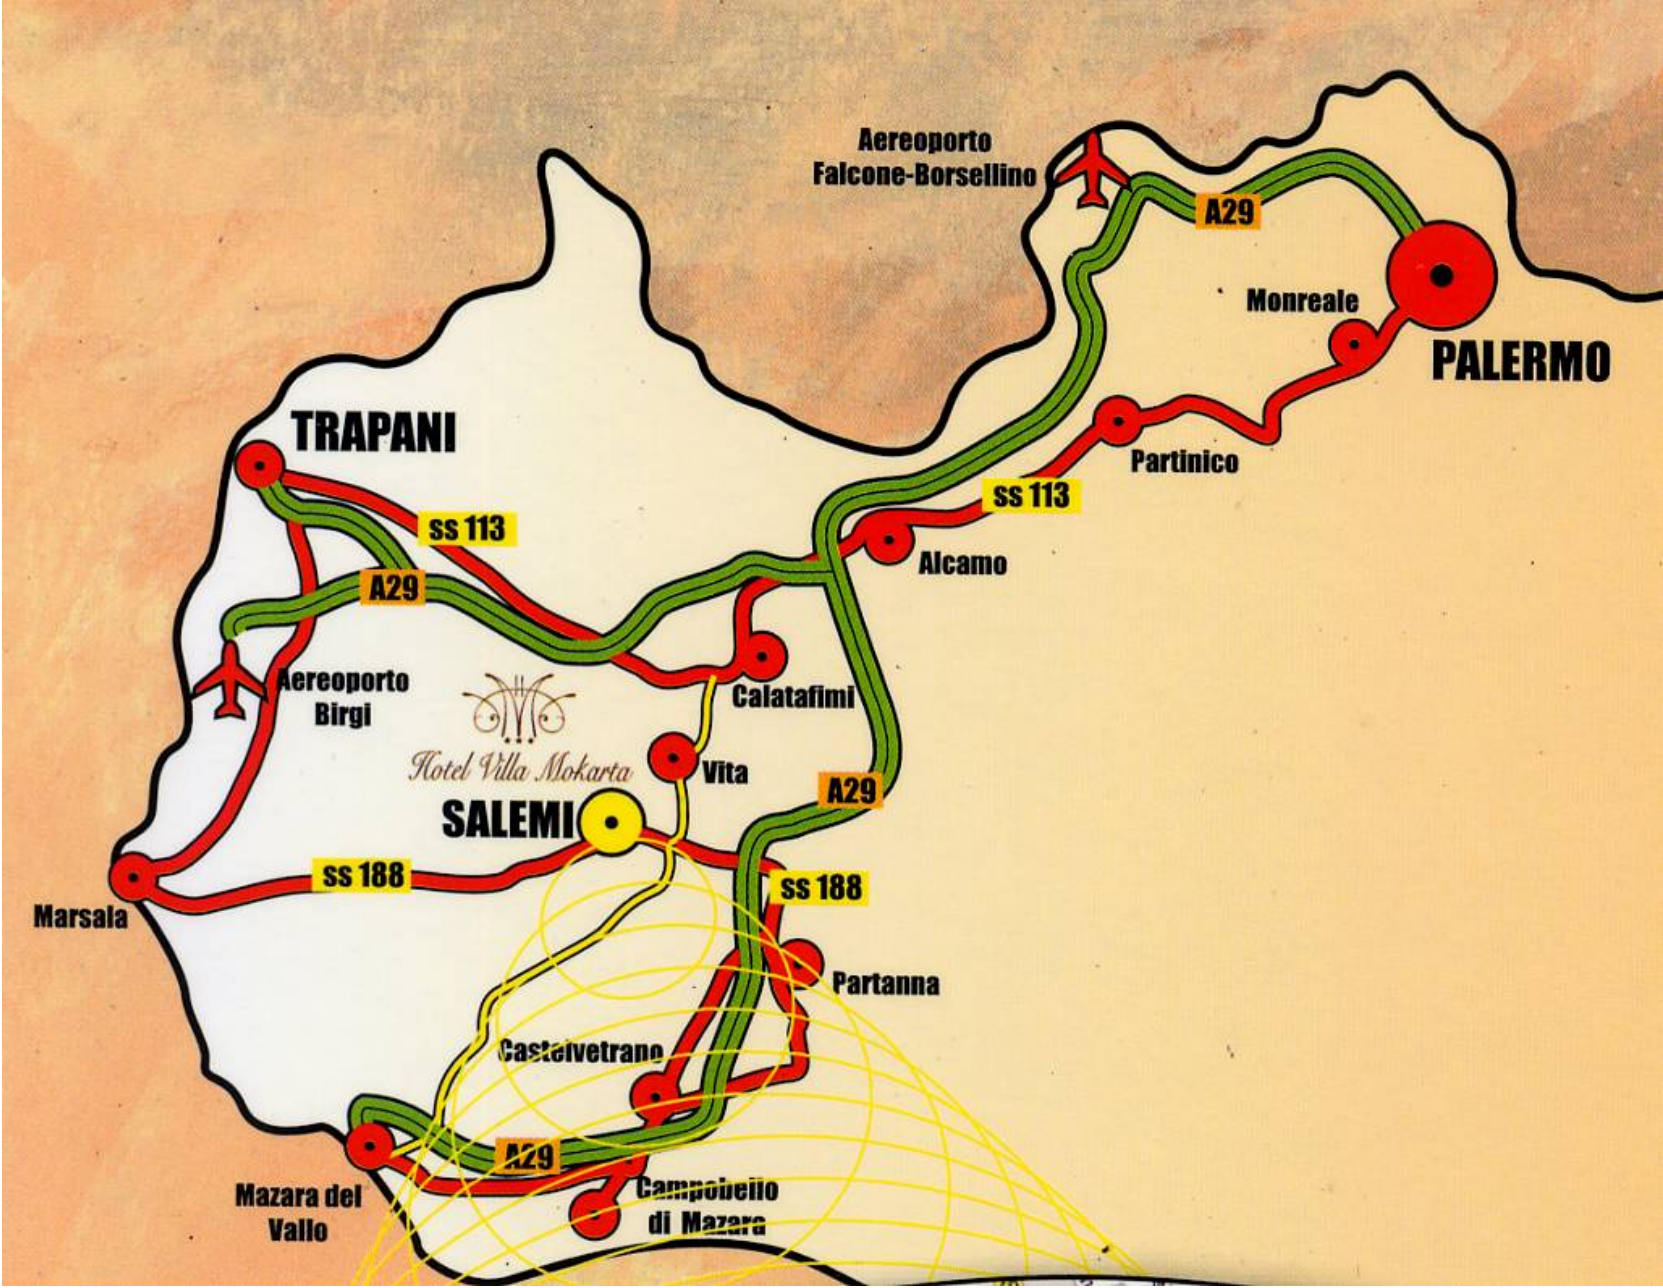 Aereoporto
Falcone-Borsellino
A29
Monreale
PALERMO
TRAPANI
Partinico
ss 113
ss 113
Alcamo
A29
Aereoporto
Birgi
Calatafimi
Hotel Villa Mokarta
Vita
A29
SALEMI
ss 188
ss 188
Marsala
Partanna
Castelvetrano
A29
Mazara del
Vallo
Campobello
di Mazara